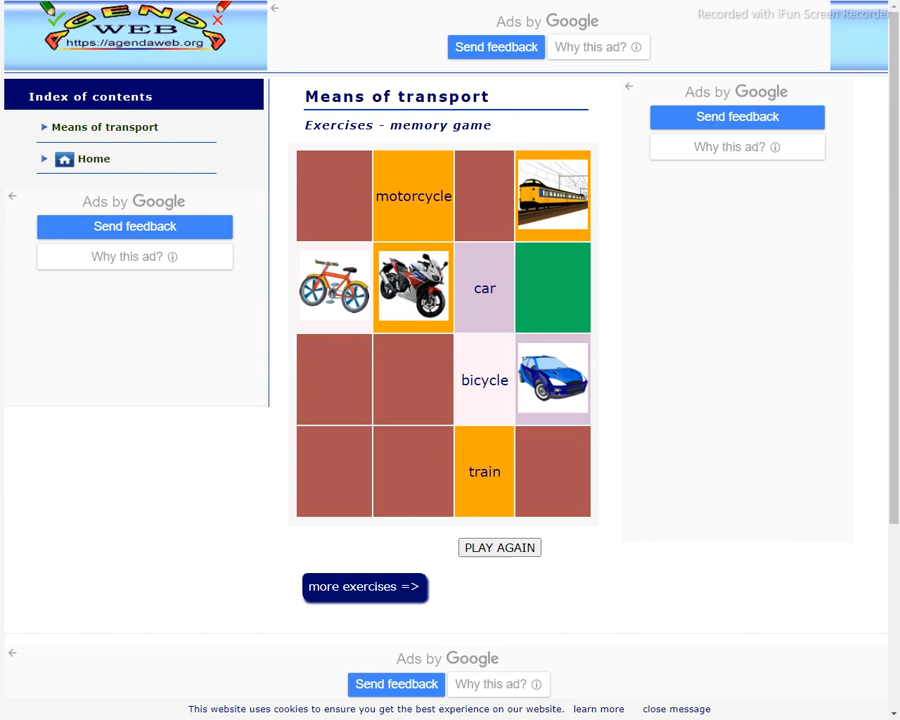 AGENDA
WEB
https://agendaweb.org
Ads by Google
Send feedback
Why this ad?
Recorded with iFun Screen Recorder
Index of contents
Means of transport
Home
Ads by Google
Send feedback
Why this ad?
Means of transport
Exercises - memory game
motorcycle
car
bicycle
train
PLAY AGAIN
more exercises =>
Ads by Google
Send feedback
Why this ad?
Ads by Google
Send feedback
Why this ad?
This website uses cookies to ensure you get the best experience on our website. learn more close message